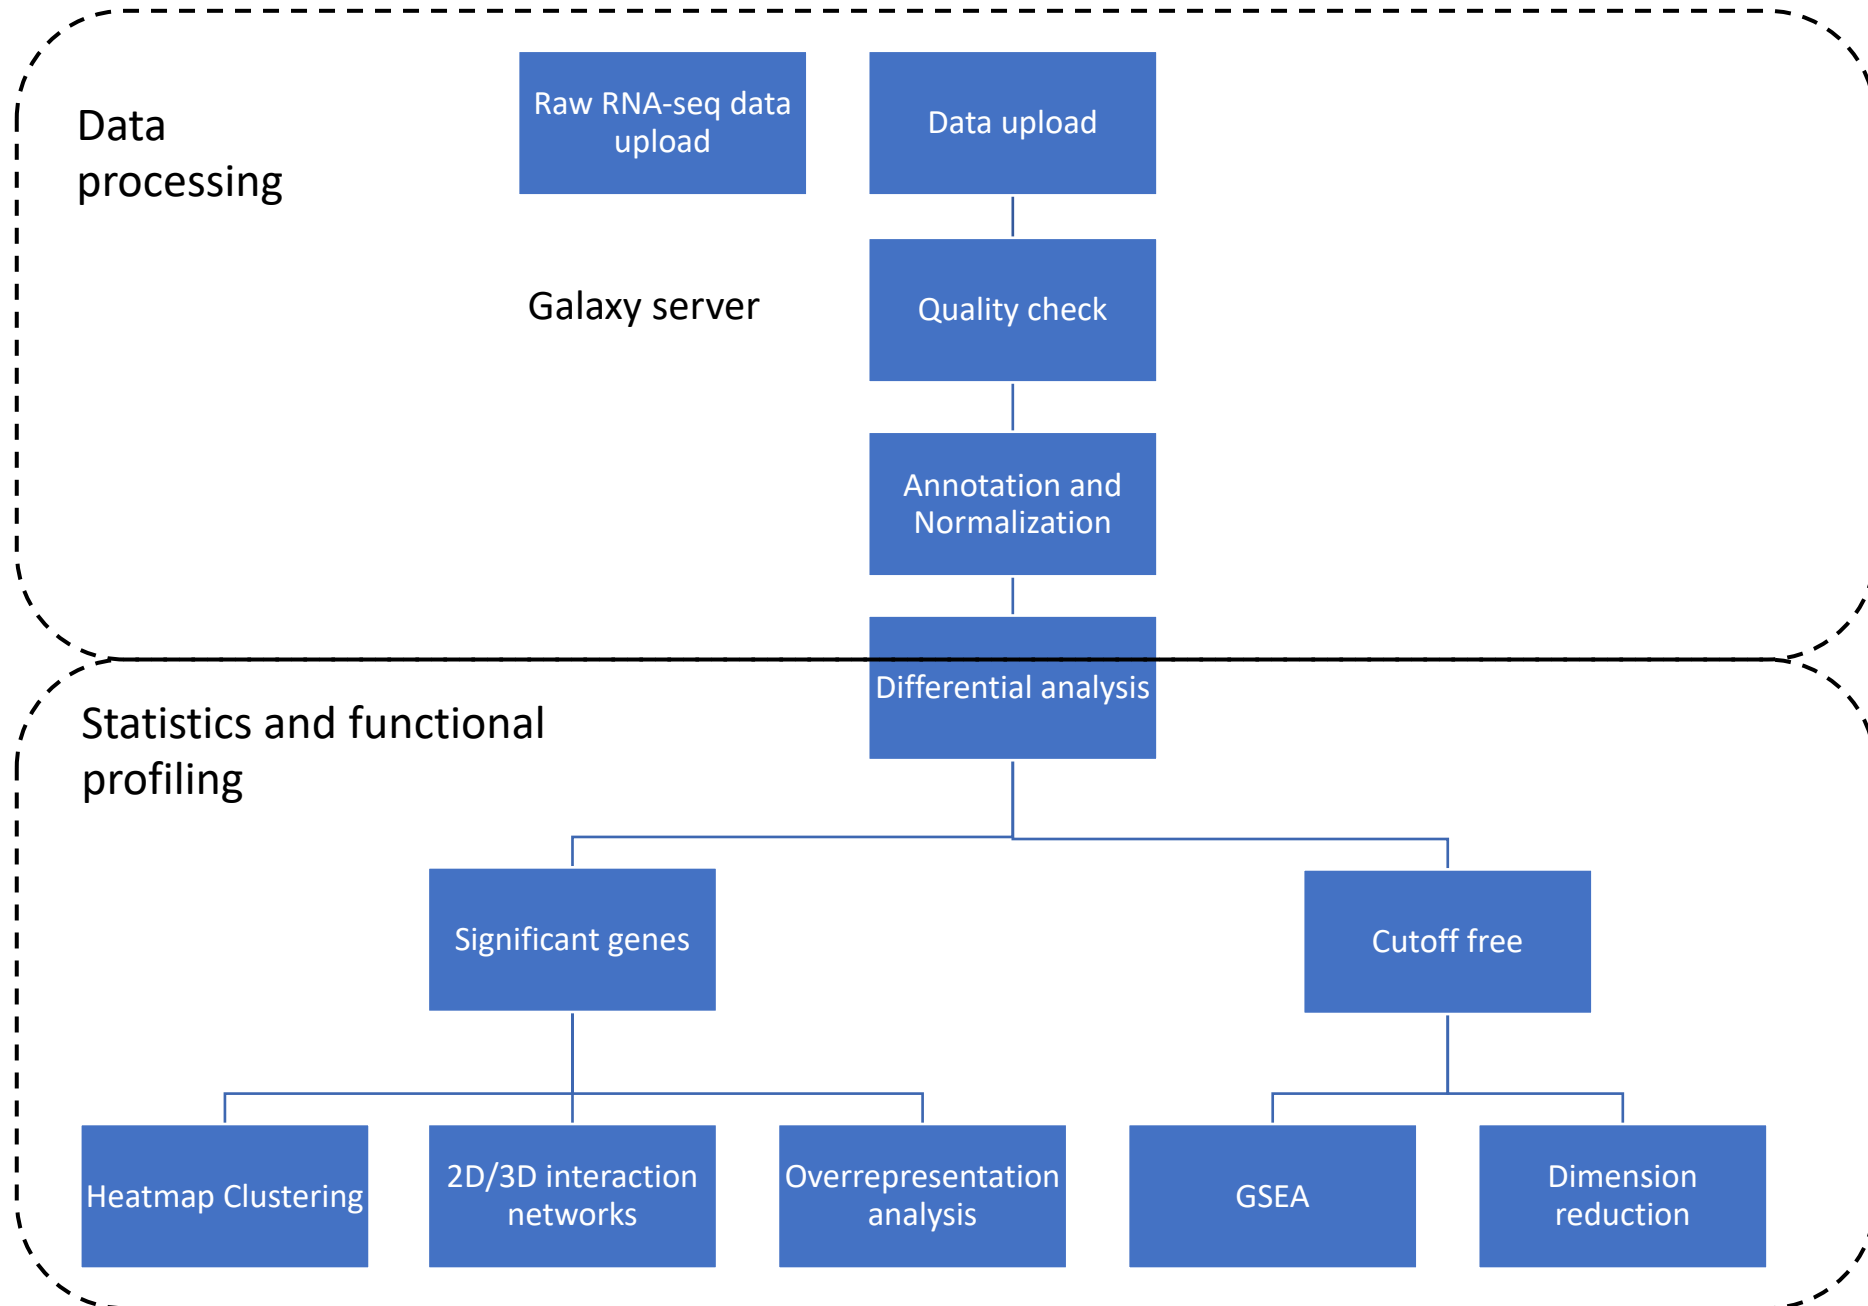 Data
processing
Raw RNA-seq data
upload
Data upload
Galaxy server
Quality check
Annotation and
Normalization
Differential analysis
Statistics and functional
profiling
Significant genes
Cutoff free
Heatmap Clustering
2D/3D interaction
networks
Overrepresentation
analysis
GSEA
Dimension
reduction